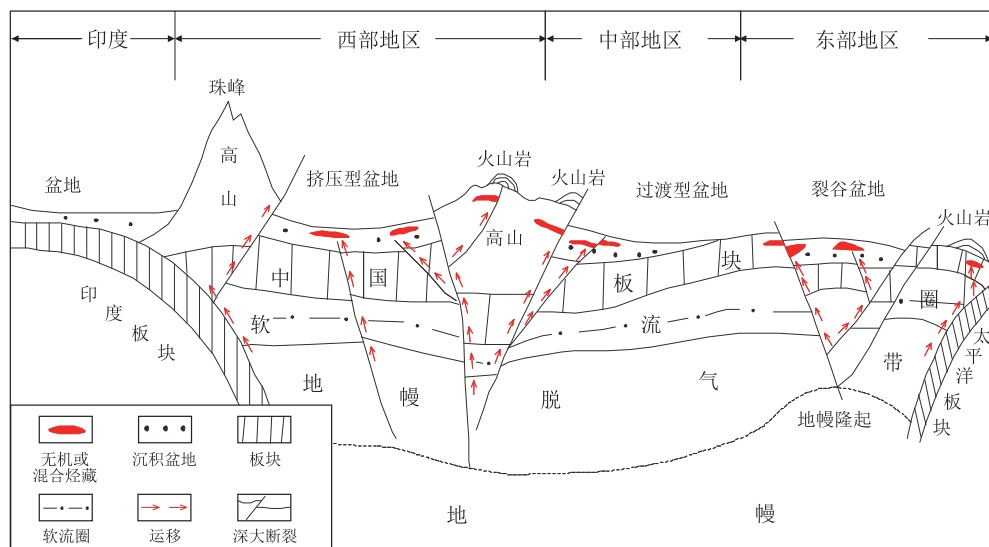 印度
西部地区
中部地区
东部地区
珠峰
高山
盆地
挤压型盆地
火山岩
火山岩
过渡型盆地
裂谷盆地
火山岩
高山
中国板块
印度板块
软流圈
地幔脱气带
太平洋板块
地幔隆起
地幔
无机或
混合烃藏
沉积盆地
板块
软流圈
运移
深大断裂